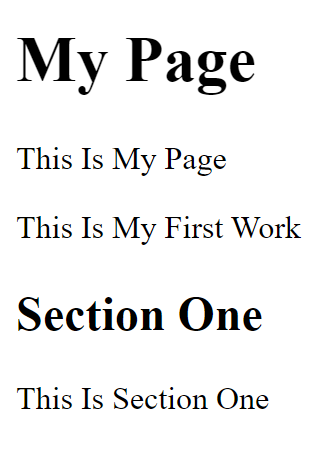 My Page
This Is My Page
This Is My First Work
Section One
This Is Section One